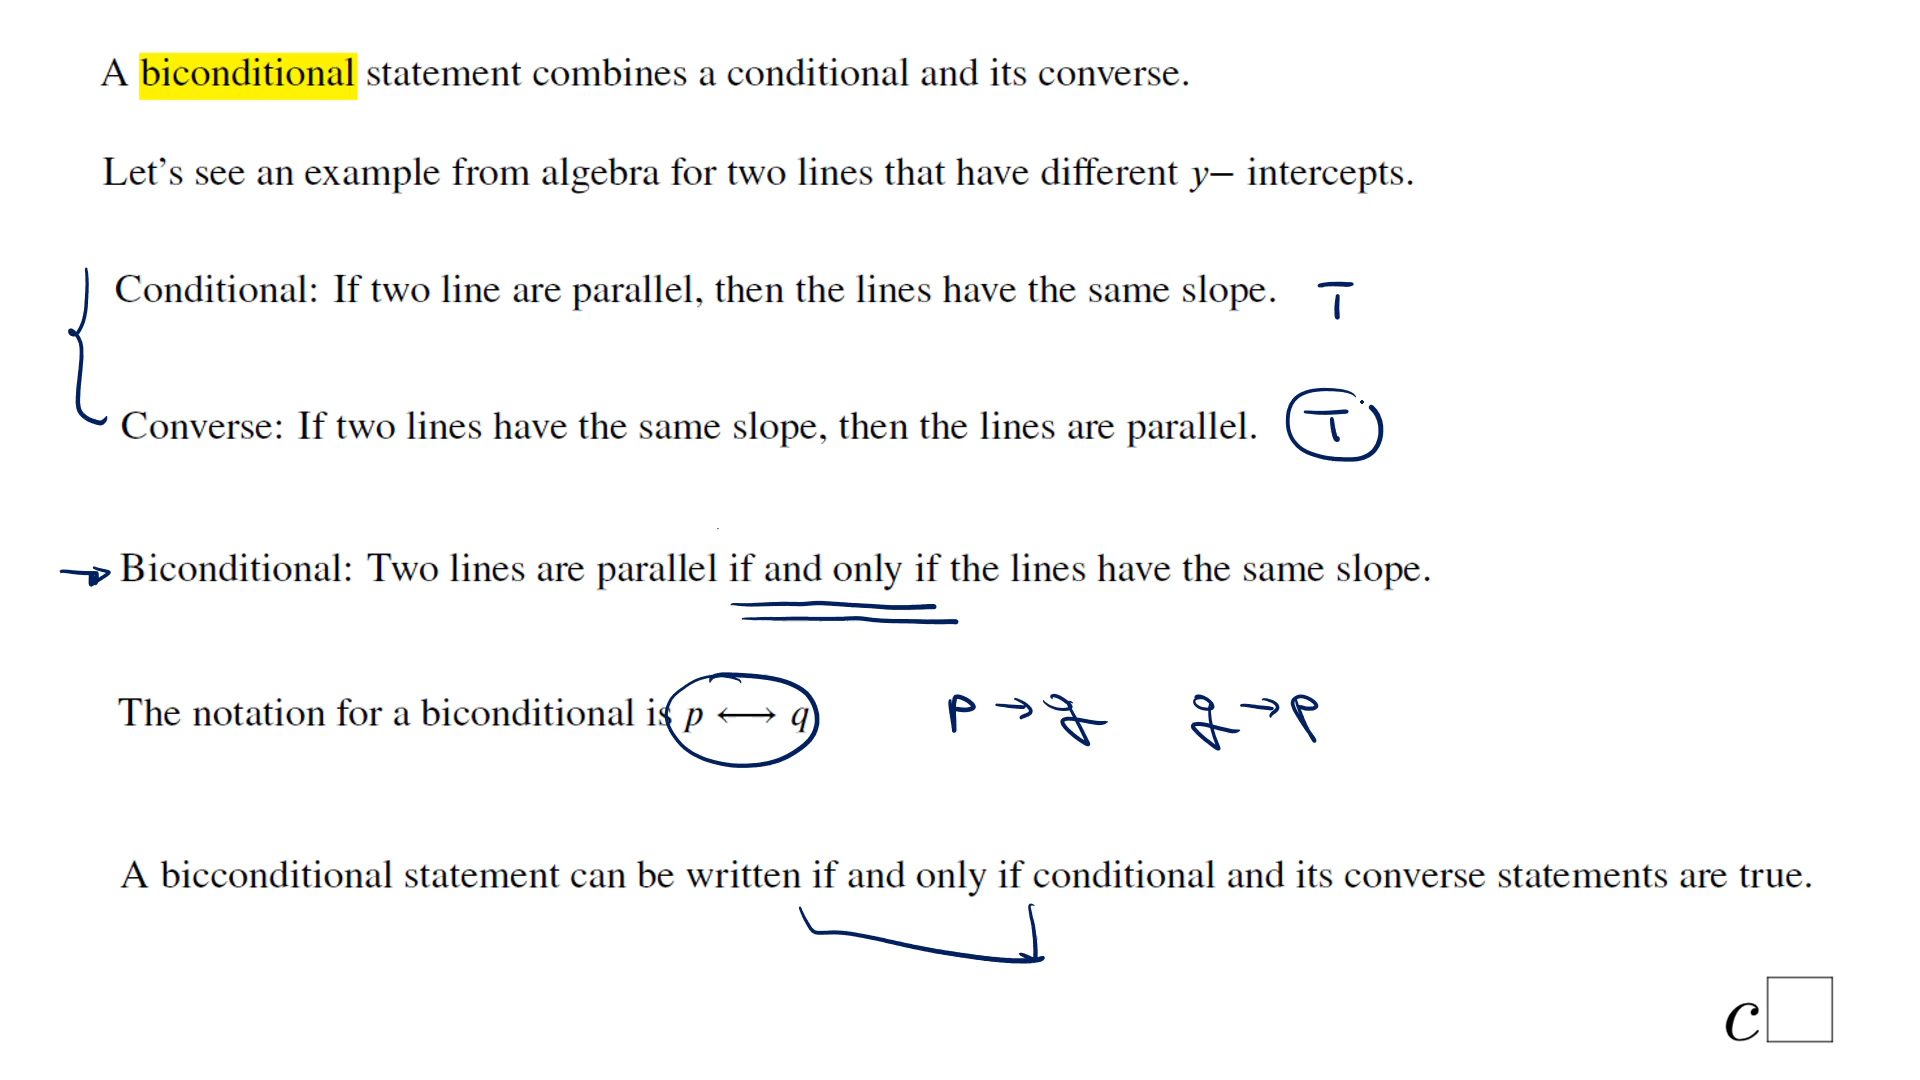 A biconditional statement combines a conditional and its converse.
Let's see an example from algebra for two lines that have different y− intercepts.
Conditional: If two line are parallel, then the lines have the same slope. T
Converse: If two lines have the same slope, then the lines are parallel. T
Biconditional: Two lines are parallel if and only if the lines have the same slope.
The notation for a biconditional is p ⟷ q p → q q → p
A bicconditional statement can be written if and only if conditional and its converse statements are true.
c